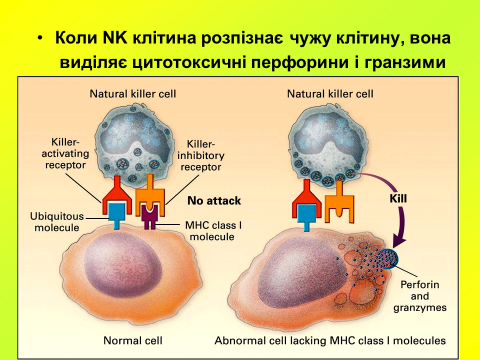 • Коли NK клітина розпізнає чужу клітину, вона
виділяє цитотоксичні перфорини і гранзими
Natural killer cell
Killer-
activating
receptor
Killer-
inhibitory
receptor
No attack
Ubiquitous
molecule
MHC class I
molecule
Normal cell
Natural killer cell
Kill
Perforin
and
granzymes
Abnormal cell lacking MHC class I molecules